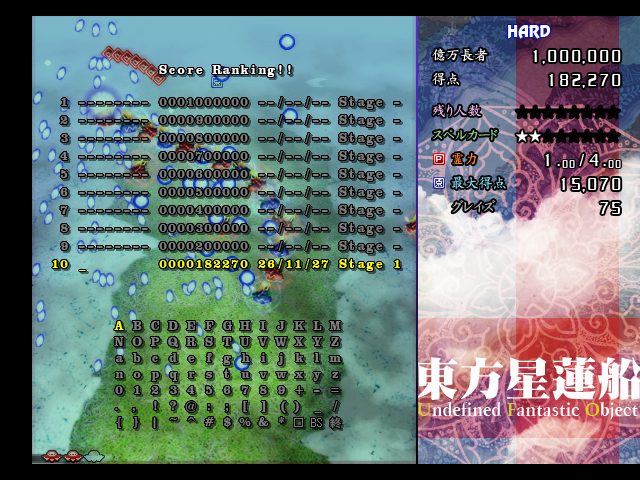 HARD
億万長者 1,000,000
得点 182,270
残り人数
スペルカード
P 霊力 1.00/4.00
点 最大得点 15,070
グレイズ 75
Score Ranking!!
1 -------- 0001000000 --/--/-- Stage -
2 -------- 0000900000 --/--/-- Stage -
3 -------- 0000800000 --/--/-- Stage -
4 -------- 0000700000 --/--/-- Stage -
5 -------- 0000600000 --/--/-- Stage -
6 -------- 0000500000 --/--/-- Stage -
7 -------- 0000400000 --/--/-- Stage -
8 -------- 0000300000 --/--/-- Stage -
9 -------- 0000200000 --/--/-- Stage -
10 _ 0000182270 26/11/27 Stage 1
A B C D E F G H I J K L M
N O P Q R S T U V W X Y Z
a b c d e f g h i j k l m
n o p q r s t u v w x y z
0 1 2 3 4 5 6 7 8 9 + - =
. , ! ? @ : ; [ ] ( ) _ /
{ } | ~ ^ # $ % & * □ BS 終
東方星蓮船
Undefined Fantastic Object